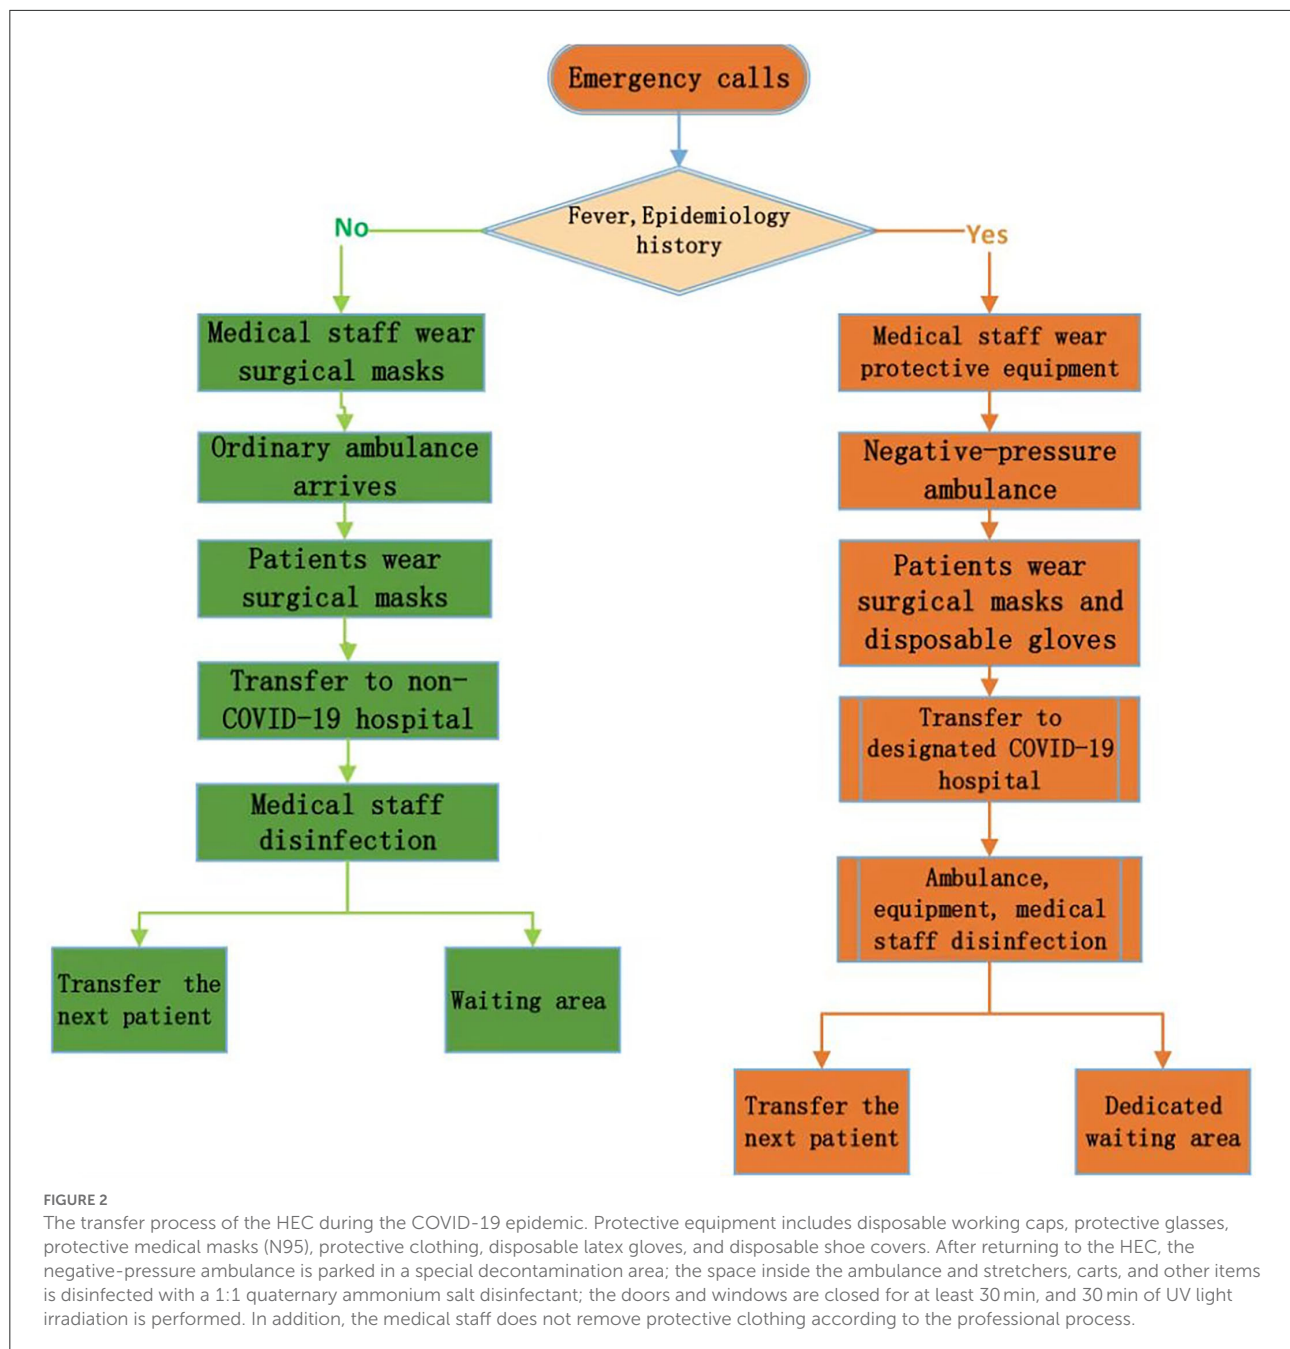 Emergency calls
Fever, Epidemiology
history
No
Yes
Medical staff wear
surgical masks
Ordinary ambulance
arrives
Patients wear
surgical masks
Transfer to non-
COVID-19 hospital
Medical staff
disinfection
Transfer the
next patient
Waiting area
Medical staff wear
protective equipment
Negative-pressure
ambulance
Patients wear
surgical masks and
disposable gloves
Transfer to
designated COVID-19
hospital
Ambulance,
equipment, medical
staff disinfection
Transfer the
next patient
Dedicated
waiting area
FIGURE 2
The transfer process of the HEC during the COVID-19 epidemic. Protective equipment includes disposable working caps, protective glasses,
protective medical masks (N95), protective clothing, disposable latex gloves, and disposable shoe covers. After returning to the HEC, the
negative-pressure ambulance is parked in a special decontamination area; the space inside the ambulance and stretchers, carts, and other items
is disinfected with a 1:1 quaternary ammonium salt disinfectant; the doors and windows are closed for at least 30 min, and 30 min of UV light
irradiation is performed. In addition, the medical staff does not remove protective clothing according to the professional process.